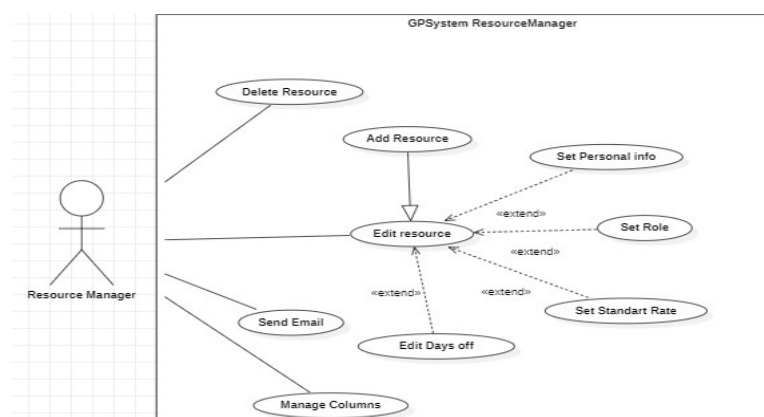 GPSystem ResourceManager
Delete Resource
Add Resource
Set Personal info
«extend»
Set Role
Edit resource
«extend»
Resource Manager
«extend»
«extend»
Set Standart Rate
Send Email
Edit Days off
Manage Columns